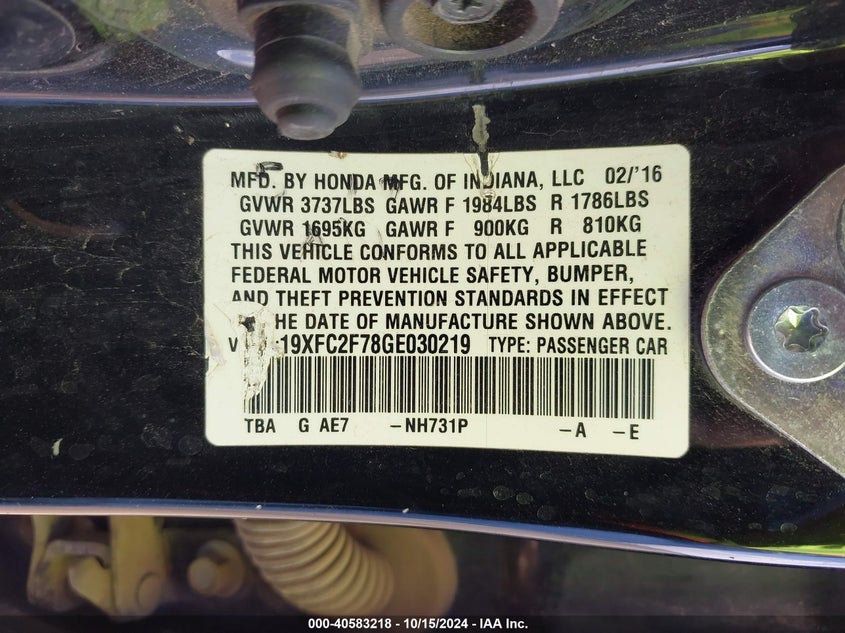 MFD. BY HONDA MFG. OF INDIANA, LLC 02/'16
GVWR 3737LBS GAWR F 1984LBS R 1786LBS
GVWR 1695KG GAWR F 900KG R 810KG
THIS VEHICLE CONFORMS TO ALL APPLICABLE
FEDERAL MOTOR VEHICLE SAFETY, BUMPER,
AND THEFT PREVENTION STANDARDS IN EFFECT
THE DATE OF MANUFACTURE SHOWN ABOVE.
V :19XFC2F78GE030219 TYPE: PASSENGER CAR
TBA G AE7 -NH731P -A -E
000-40583218 - 10/15/2024 - IAA Inc.